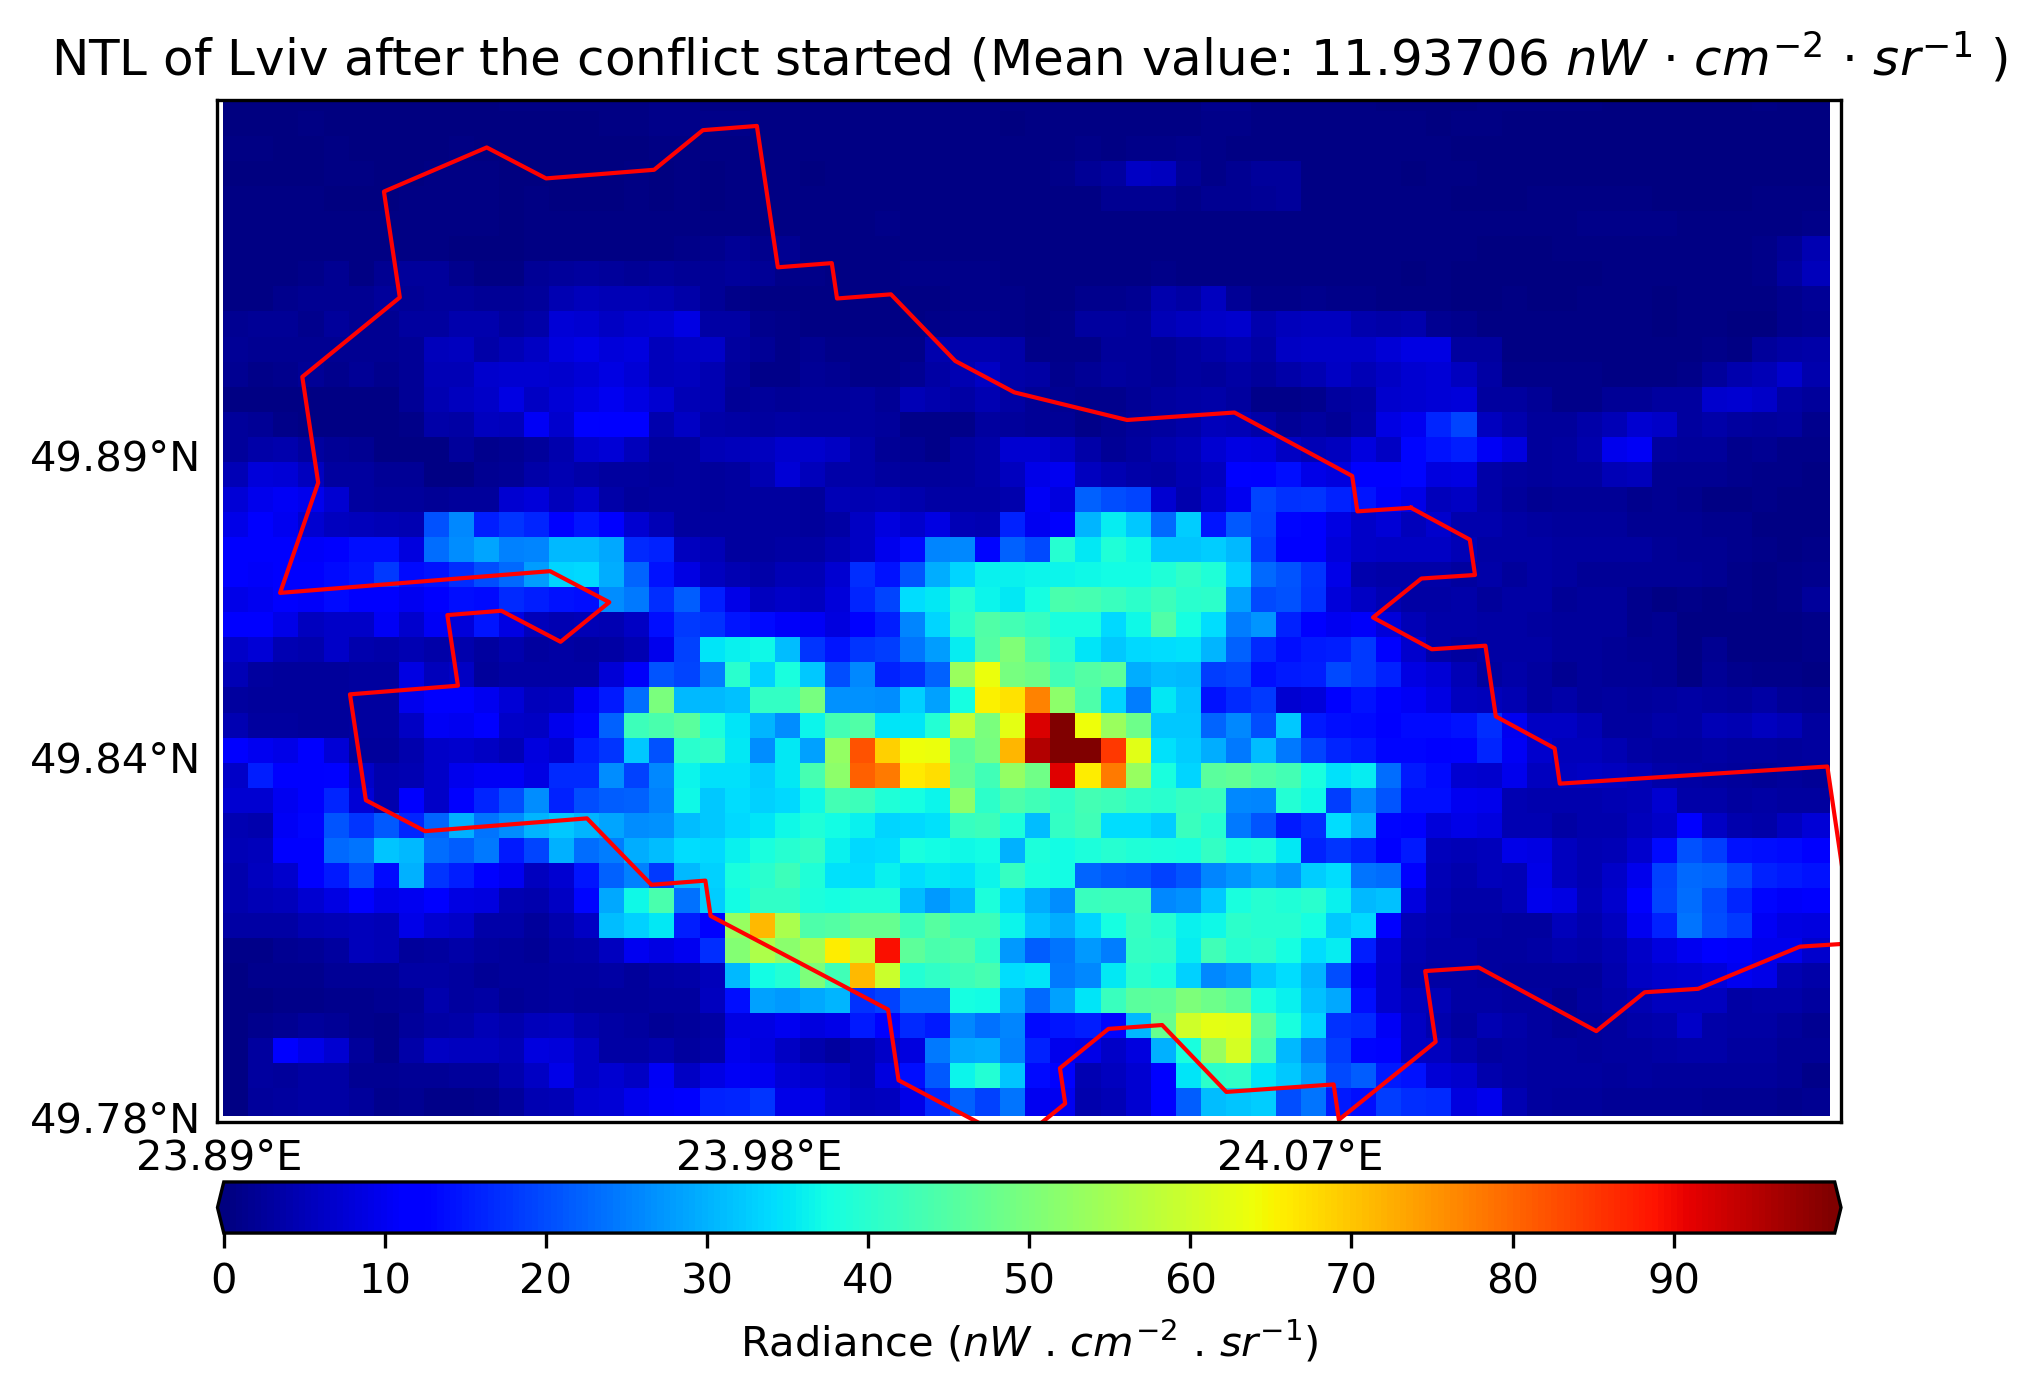 NTL of Lviv after the conflict started (Mean value: 11.93706 nW · cm⁻² · sr⁻¹ )
49.89°N
49.84°N
49.78°N
23.89°E 23.98°E 24.07°E
0 10 20 30 40 50 60 70 80 90
Radiance (nW . cm⁻² . sr⁻¹)